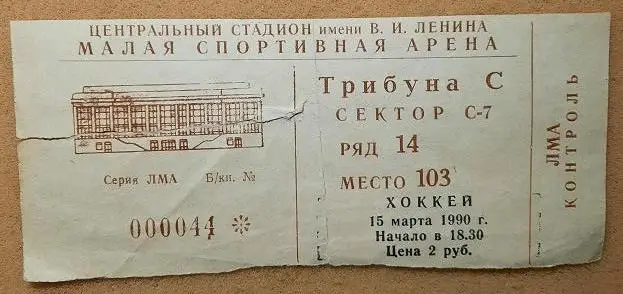 ЦЕНТРАЛЬНЫЙ СТАДИОН имени В. И. ЛЕНИНА
МАЛАЯ СПОРТИВНАЯ АРЕНА
Серия ЛМА Б/кп. №
000044
Трибуна С
СЕКТОР С-7
РЯД 14
МЕСТО 103
ХОККЕЙ
15 марта 1990 г.
Начало в 18.30
Цена 2 руб.
ЛМА
КОНТРОЛЬ